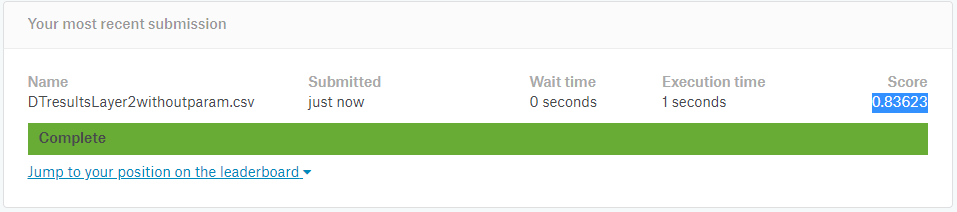 Your most recent submission
Name Submitted Wait time Execution time Score
DTresultsLayer2withoutparam.csv just now 0 seconds 1 seconds 0.83623
Complete
Jump to your position on the leaderboard